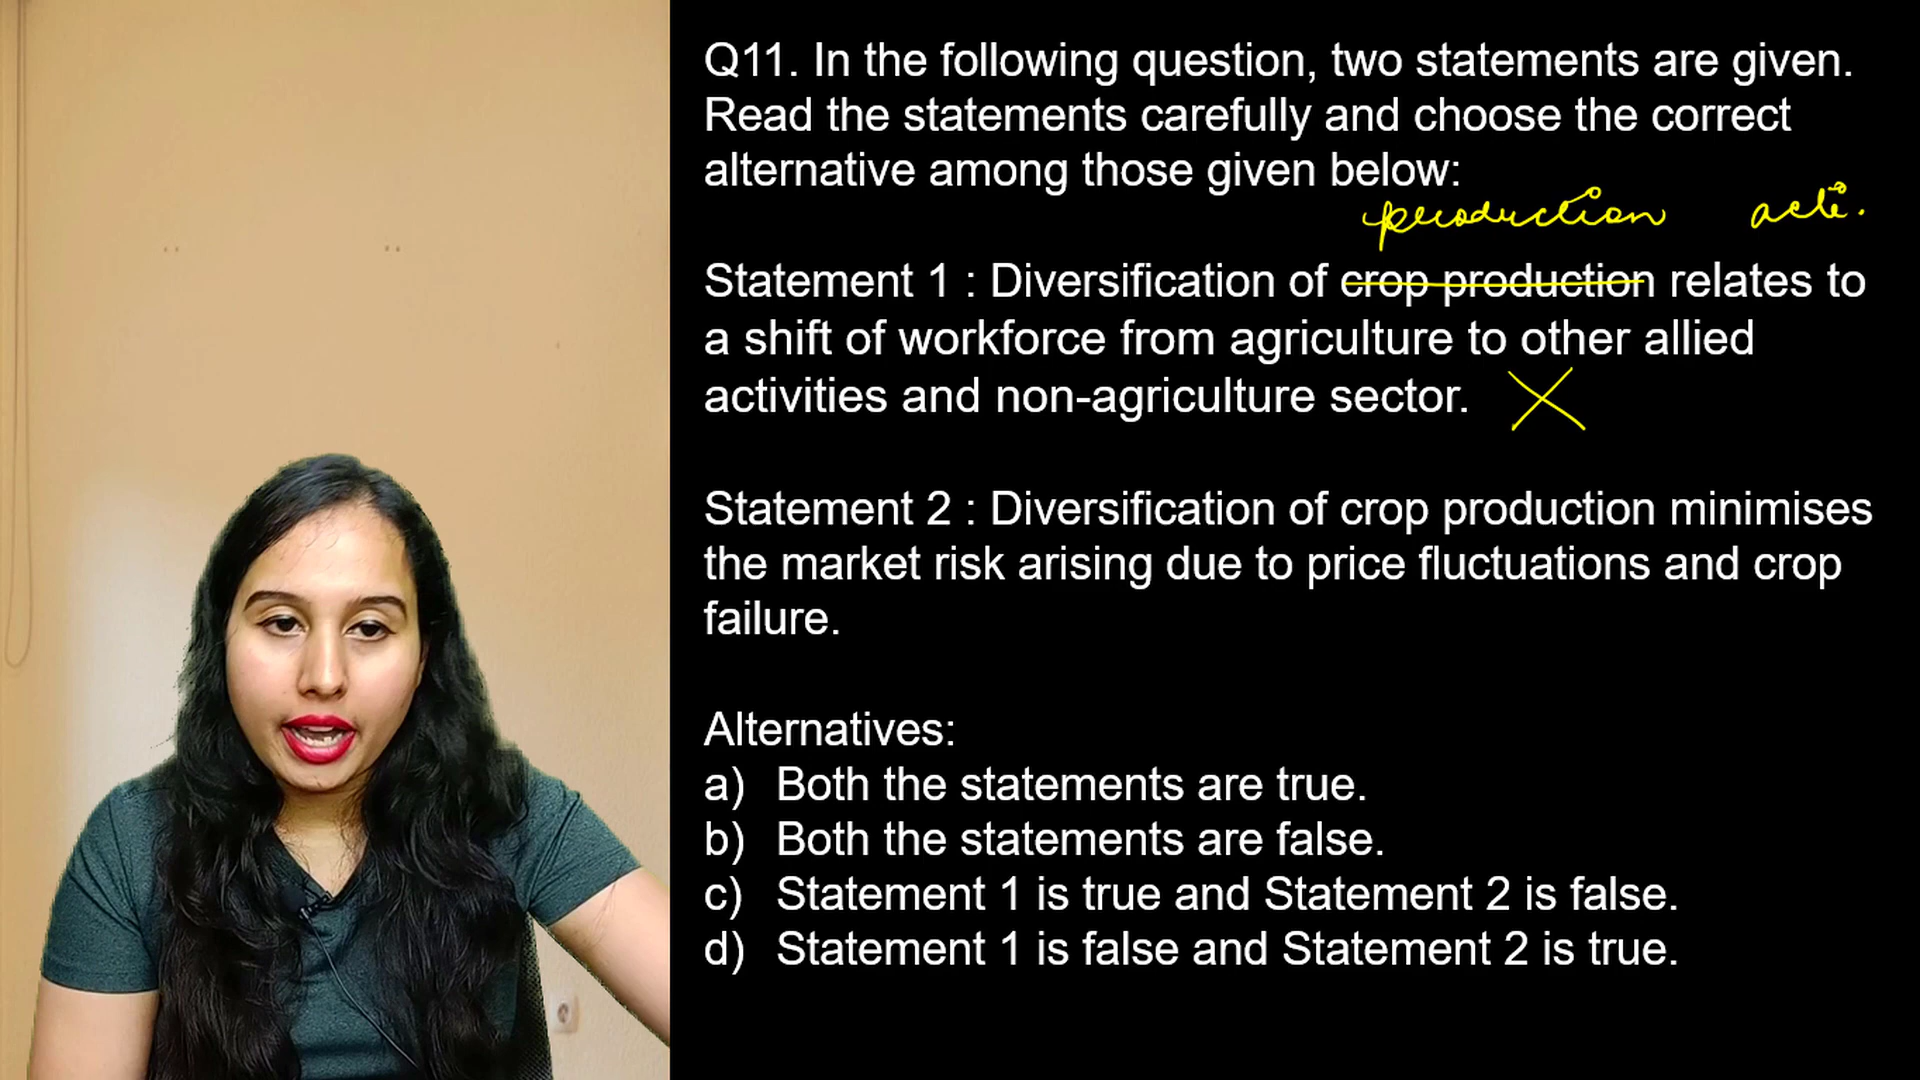 Q11. In the following question, two statements are given.
Read the statements carefully and choose the correct
alternative among those given below:
production acti.
Statement 1 : Diversification of crop production relates to
a shift of workforce from agriculture to other allied
activities and non-agriculture sector.
Statement 2 : Diversification of crop production minimises
the market risk arising due to price fluctuations and crop
failure.
Alternatives:
a) Both the statements are true.
b) Both the statements are false.
c) Statement 1 is true and Statement 2 is false.
d) Statement 1 is false and Statement 2 is true.